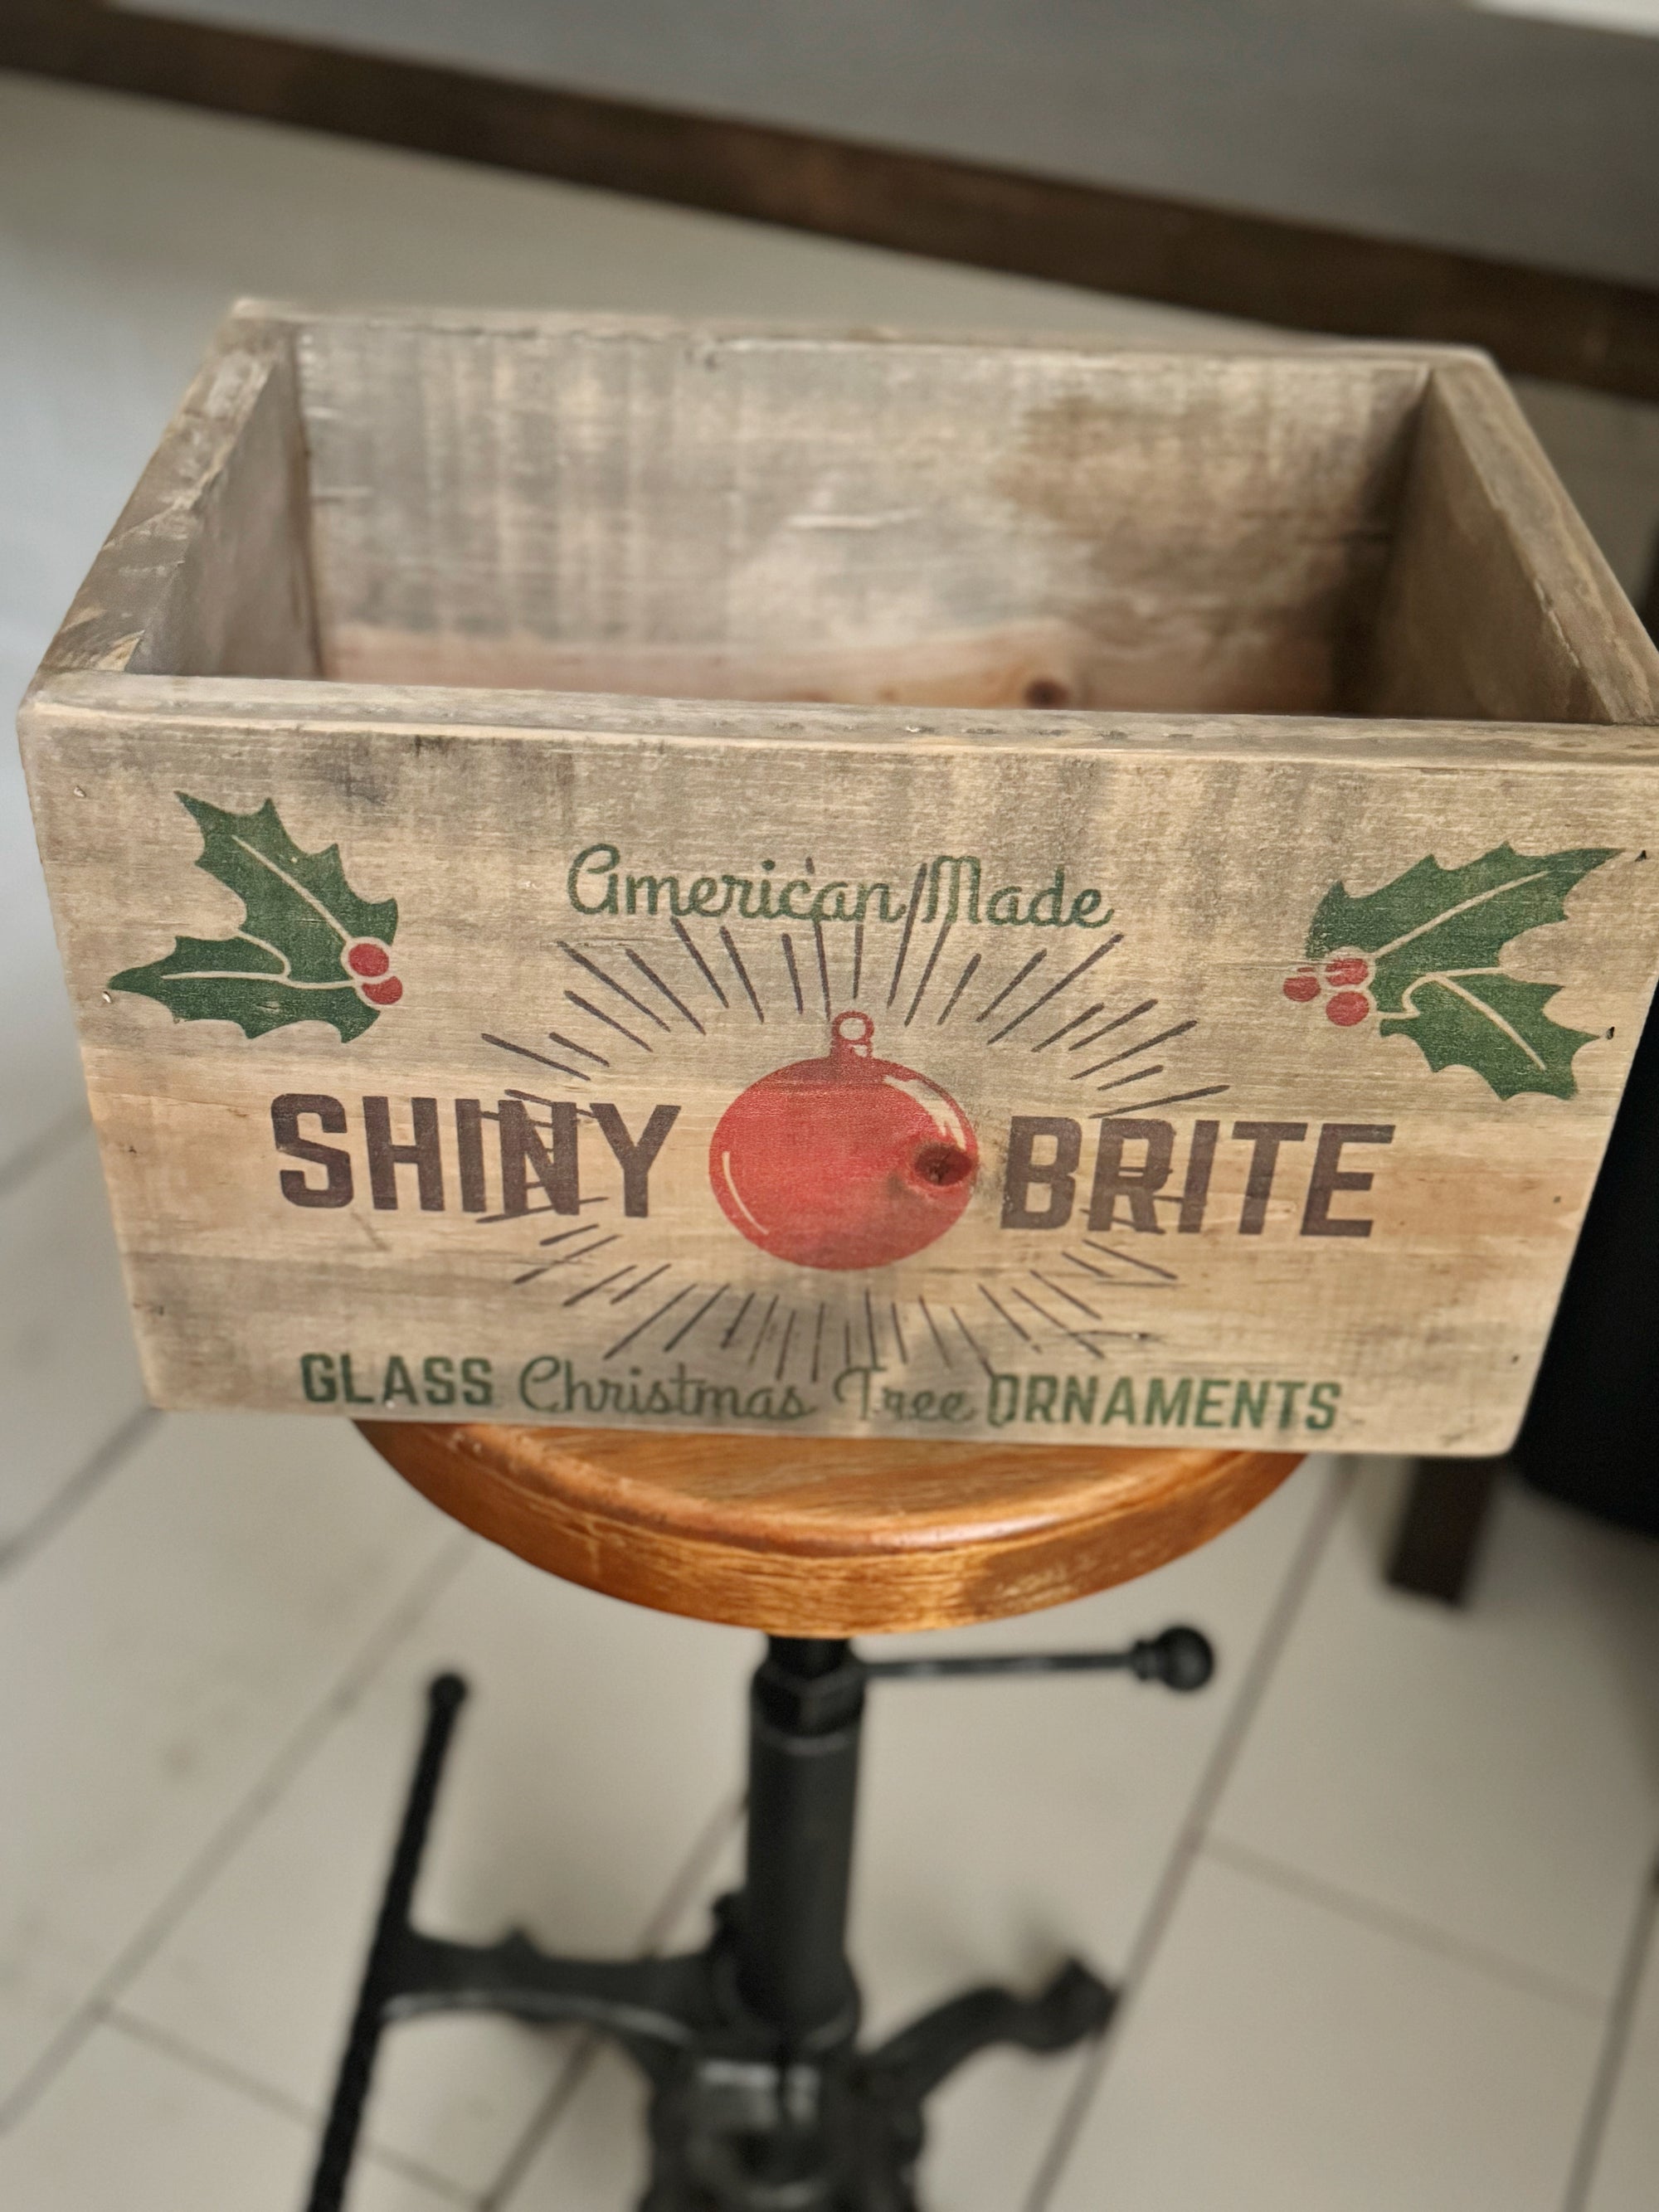 American Made
SHINY BRITE
GLASS Christmas Tree ORNAMENTS